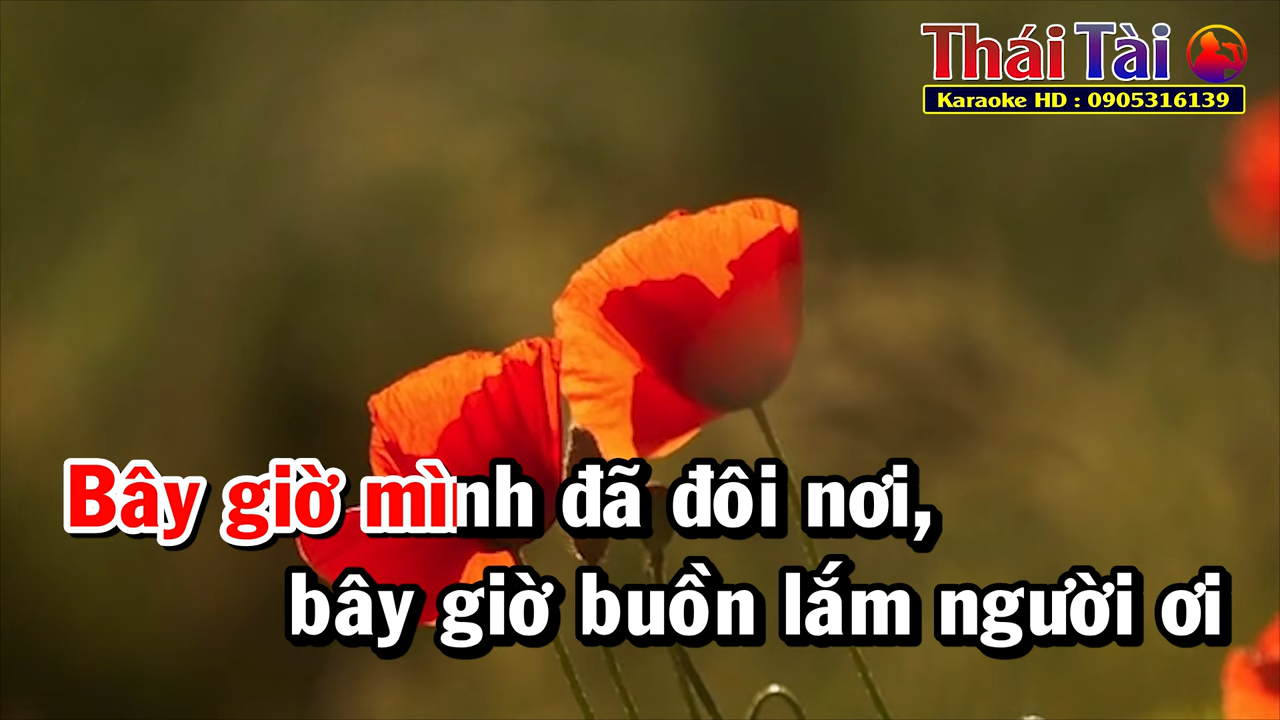 Thái Tài
Karaoke HD : 0905316139
Bây giờ mình đã đôi nơi,
bây giờ buồn lắm người ơi